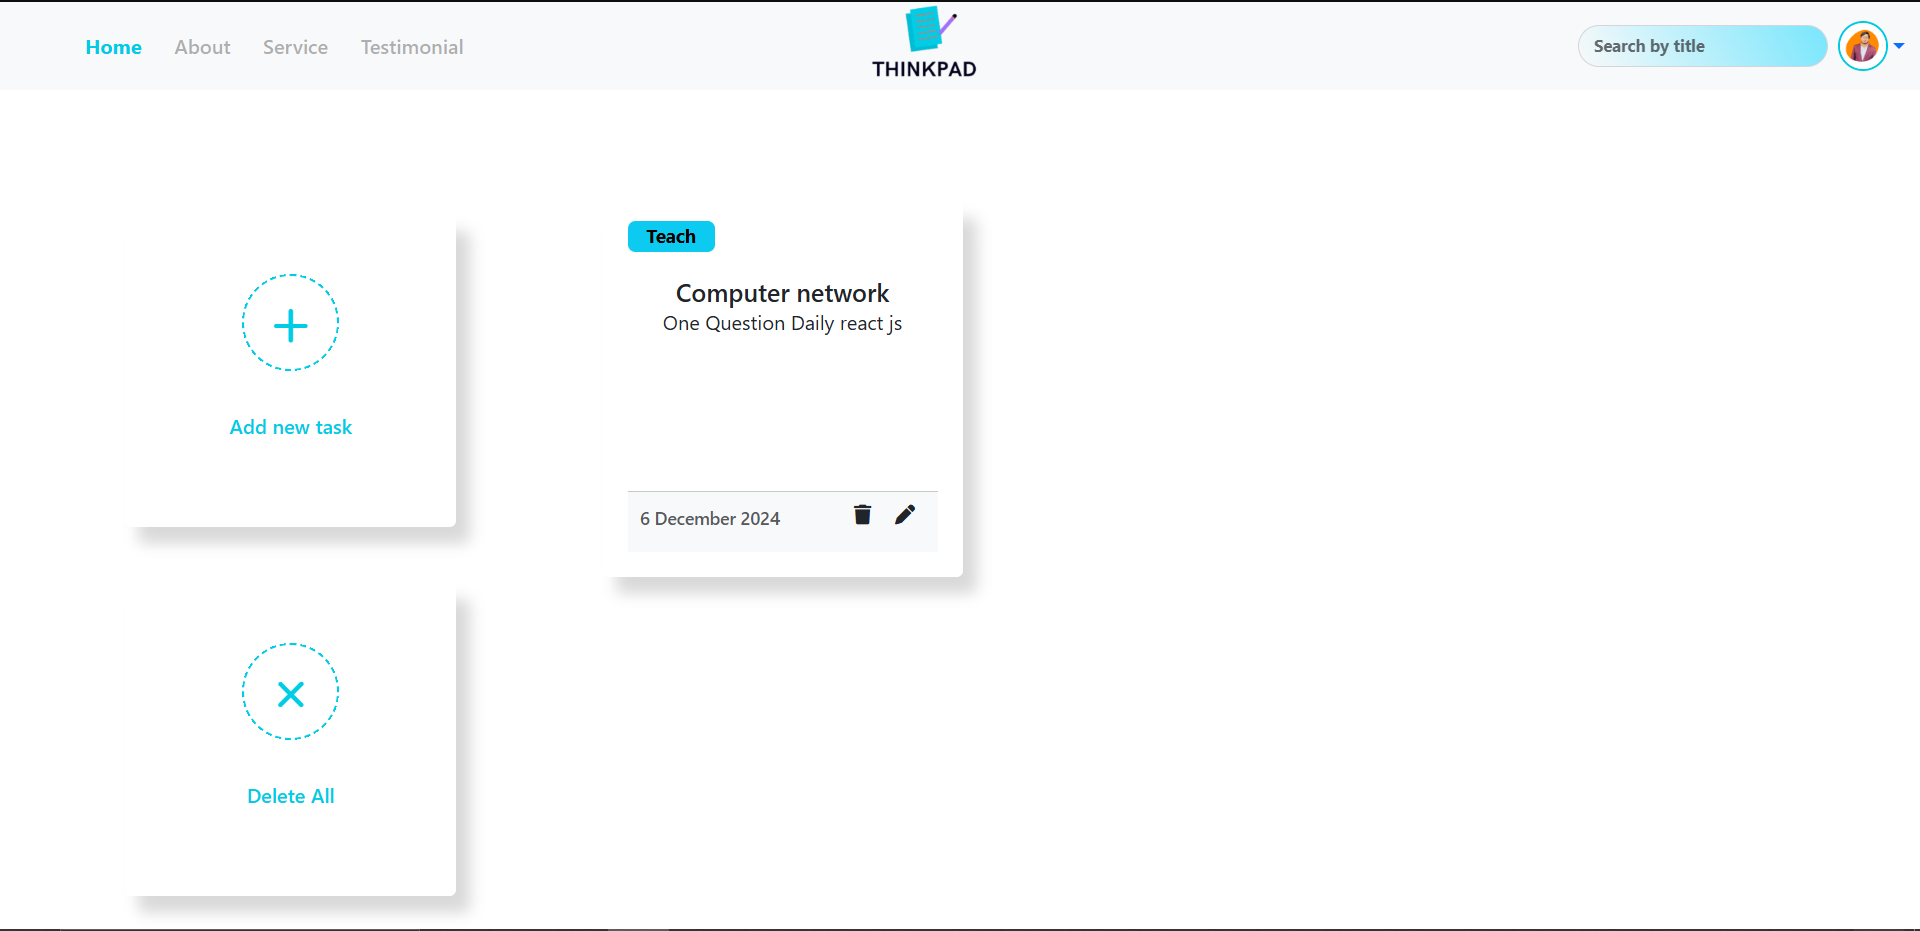 Home About Service Testimonial
THINKPAD
Search by title
Add new task
Teach
Computer network
One Question Daily react js
6 December 2024
Delete All